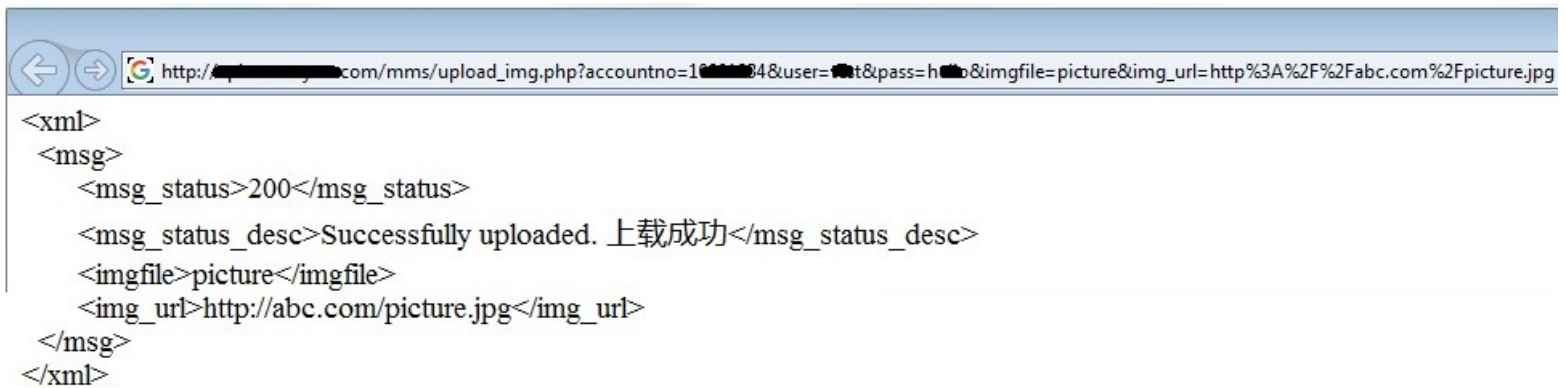 http:// com/mms/upload_img.php?accountno=1 4&user= t&pass=h o&imgfile=picture&img_url=http%3A%2F%2Fabc.com%2Fpicture.jpg
<xml>
<msg>
<msg_status>200</msg_status>
<msg_status_desc>Successfully uploaded. 上载成功</msg_status_desc>
<imgfile>picture</imgfile>
<img_url>http://abc.com/picture.jpg</img_url>
</msg>
</xml>